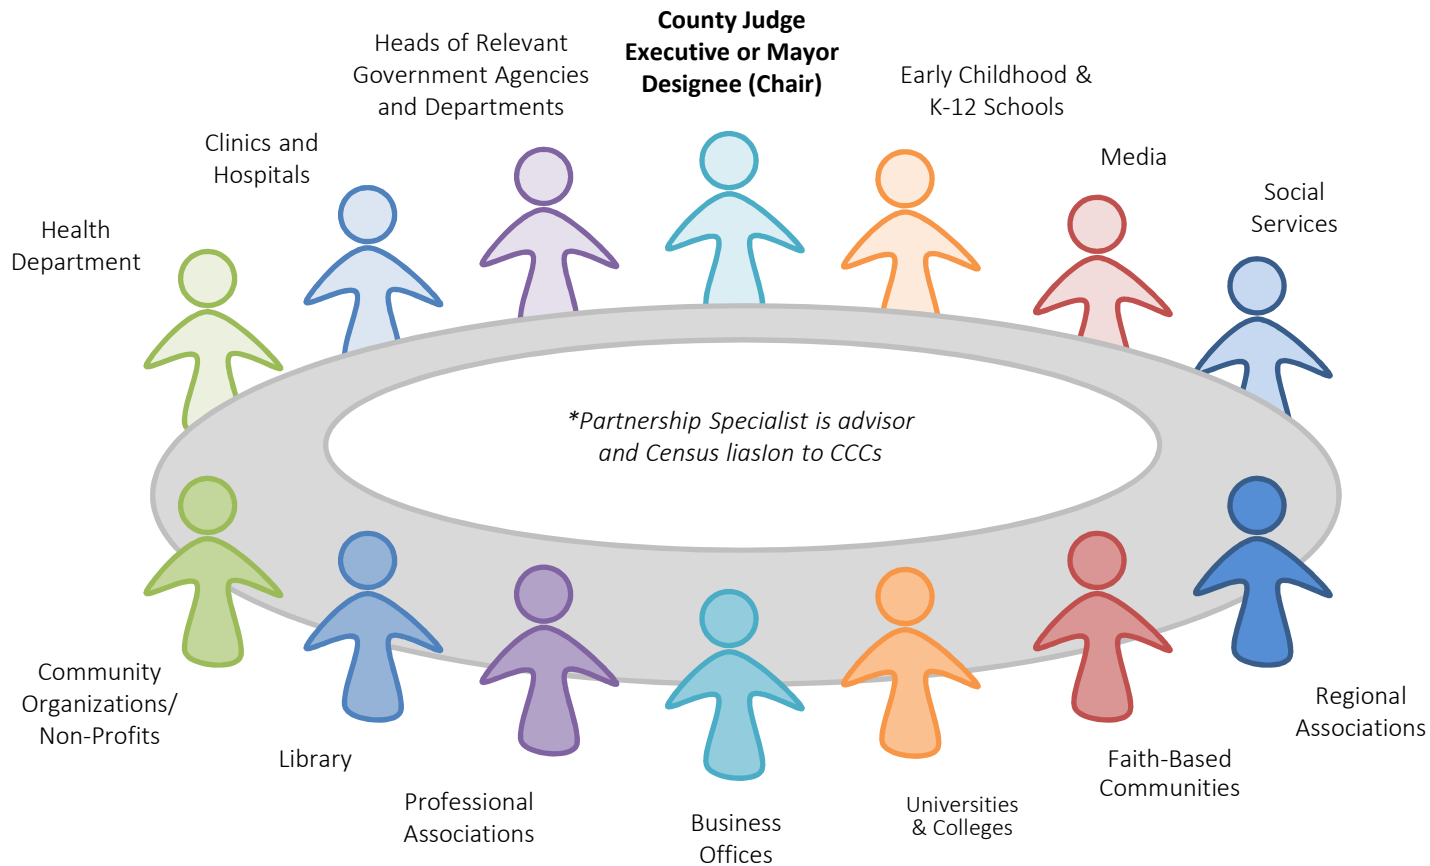 County Judge
Executive or Mayor
Designee (Chair)
Heads of Relevant
Government Agencies
and Departments
Early Childhood &
K-12 Schools
Clinics and
Hospitals
Media
Social
Services
Health
Department
*Partnership Specialist is advisor
and Census liasIon to CCCs
Community
Organizations/
Non-Profits
Library
Professional
Associations
Business
Offices
Universities
& Colleges
Faith-Based
Communities
Regional
Associations